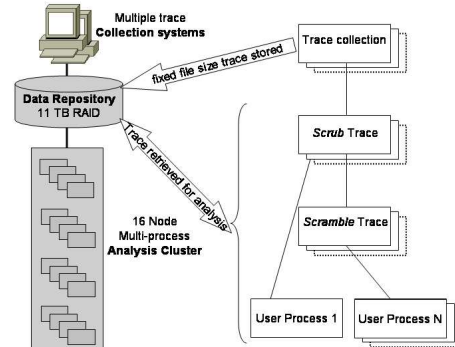 Multiple trace
Collection systems
Trace collection
fixed file size trace stored
Data Repository
11 TB RAID
Trace retrieved for analysis
Scrub Trace
16 Node
Multi-process
Analysis Cluster
Scramble Trace
User Process 1
User Process N